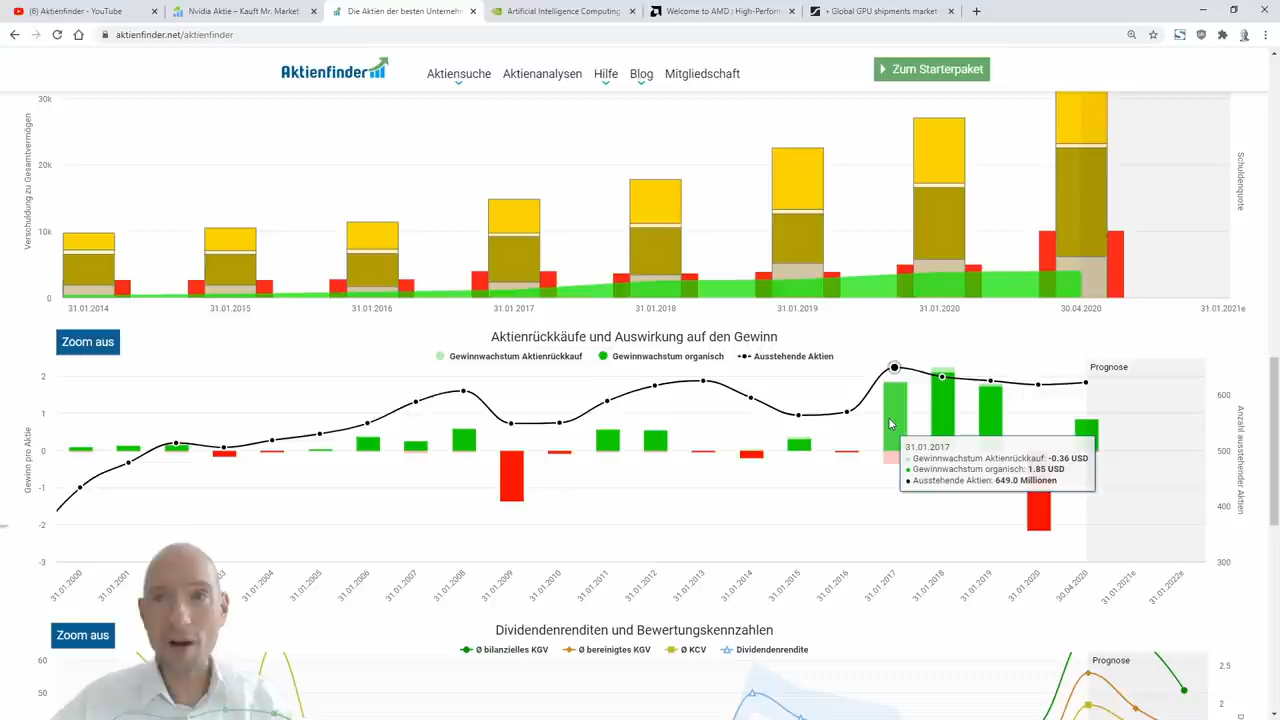 (6) Aktienfinder - YouTube
Nvidia Aktie – Kauft Mr. Market
Die Aktien der besten Unternehm
Artificial Intelligence Computing
Welcome to AMD | High-Perform
• Global GPU shipments market
aktienfinder.net/aktienfinder
Aktienfinder
Aktiensuche
Aktienanalysen
Hilfe
Blog
Mitgliedschaft
Zum Starterpaket
30k
20k
10k
0
Verschuldung zu Gesamtvermögen
Schuldenquote
31.01.2014
31.01.2015
31.01.2016
31.01.2017
31.01.2018
31.01.2019
31.01.2020
30.04.2020
31.01.2021e
Zoom aus
Aktienrückkäufe und Auswirkung auf den Gewinn
Gewinnwachstum Aktienrückkauf
Gewinnwachstum organisch
Ausstehende Aktien
Prognose
2
1
0
-1
-2
-3
Gewinn pro Aktie
600
500
400
300
Anzahl ausstehender Aktien
31.01.2017
Gewinnwachstum Aktienrückkauf: -0.36 USD
Gewinnwachstum organisch: 1.85 USD
Ausstehende Aktien: 649.0 Millionen
31.01.2000
31.01.2001
03
31.01.2004
31.01.2005
31.01.2006
31.01.2007
31.01.2008
31.01.2009
31.01.2010
31.01.2011
31.01.2012
31.01.2013
31.01.2014
31.01.2015
31.01.2016
31.01.2017
31.01.2018
31.01.2019
31.01.2020
30.04.2020
31.01.2021e
31.01.2022e
Zoom aus
Dividendenrenditen und Bewertungskennzahlen
Ø bilanzielles KGV
Ø bereinigtes KGV
Ø KCV
Dividendenrendite
Prognose
60
50
2.5
2